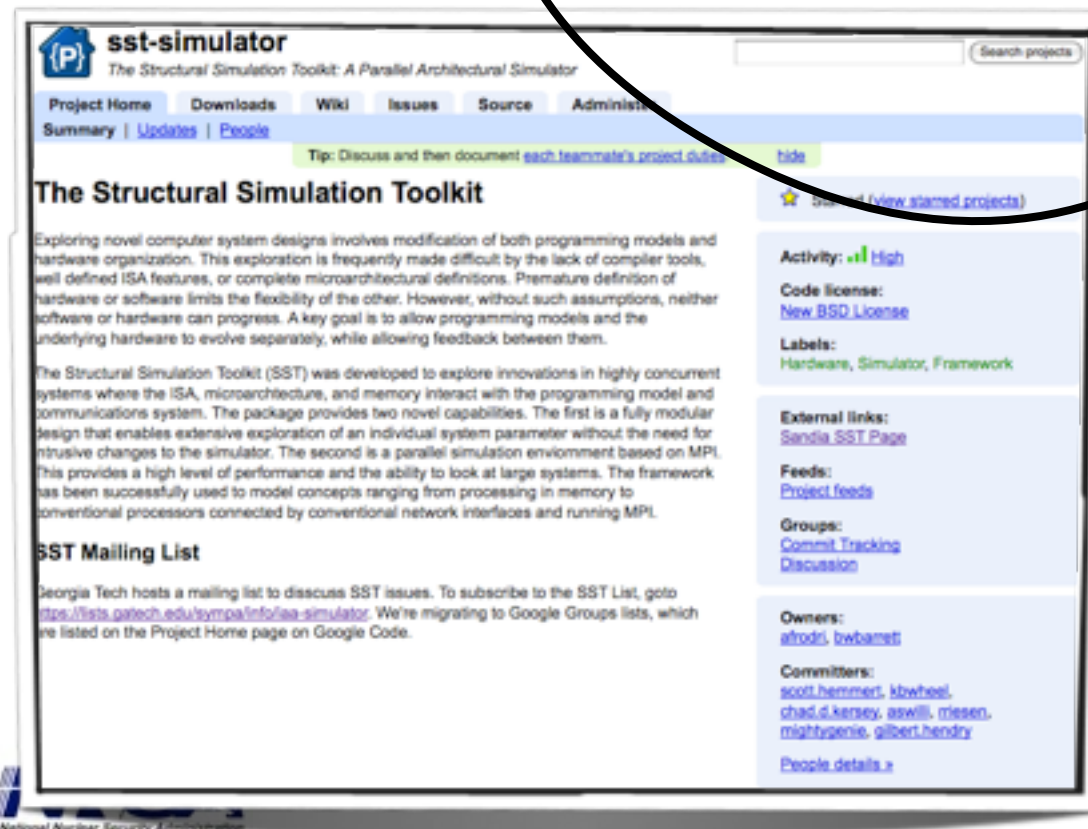 {P}
sst-simulator
The Structural Simulation Toolkit: A Parallel Architectural Simulator
Search projects
Project Home Downloads Wiki Issues Source Administer
Summary | Updates | People
Tip: Discuss and then document each teammate's project duties hide
The Structural Simulation Toolkit
Exploring novel computer system designs involves modification of both programming models and
hardware organization. This exploration is frequently made difficult by the lack of compiler tools,
well defined ISA features, or complete microarchitectural definitions. Premature definition of
hardware or software limits the flexibility of the other. However, without such assumptions, neither
software or hardware can progress. A key goal is to allow programming models and the
underlying hardware to evolve separately, while allowing feedback between them.
The Structural Simulation Toolkit (SST) was developed to explore innovations in highly concurrent
systems where the ISA, microarchtecture, and memory interact with the programming model and
communications system. The package provides two novel capabilities. The first is a fully modular
design that enables extensive exploration of an individual system parameter without the need for
intrusive changes to the simulator. The second is a parallel simulation enviornment based on MPI.
This provides a high level of performance and the ability to look at large systems. The framework
has been successfully used to model concepts ranging from processing in memory to
conventional processors connected by conventional network interfaces and running MPI.
SST Mailing List
Georgia Tech hosts a mailing list to disscuss SST issues. To subscribe to the SST List, goto
https://lists.gatech.edu/sympa/info/iaa-simulator. We're migrating to Google Groups lists, which
are listed on the Project Home page on Google Code.
Starred (view starred projects)
Activity: High
Code license:
New BSD License
Labels:
Hardware, Simulator, Framework
External links:
Sandia SST Page
Feeds:
Project feeds
Groups:
Commit Tracking
Discussion
Owners:
afrodri, bwbarrett
Committers:
scott.hemmert, kbwheel,
chad.d.kersey, aswilli, rriesen,
mightygenie, gilbert.hendry
People details »
National Nuclear Security Administration